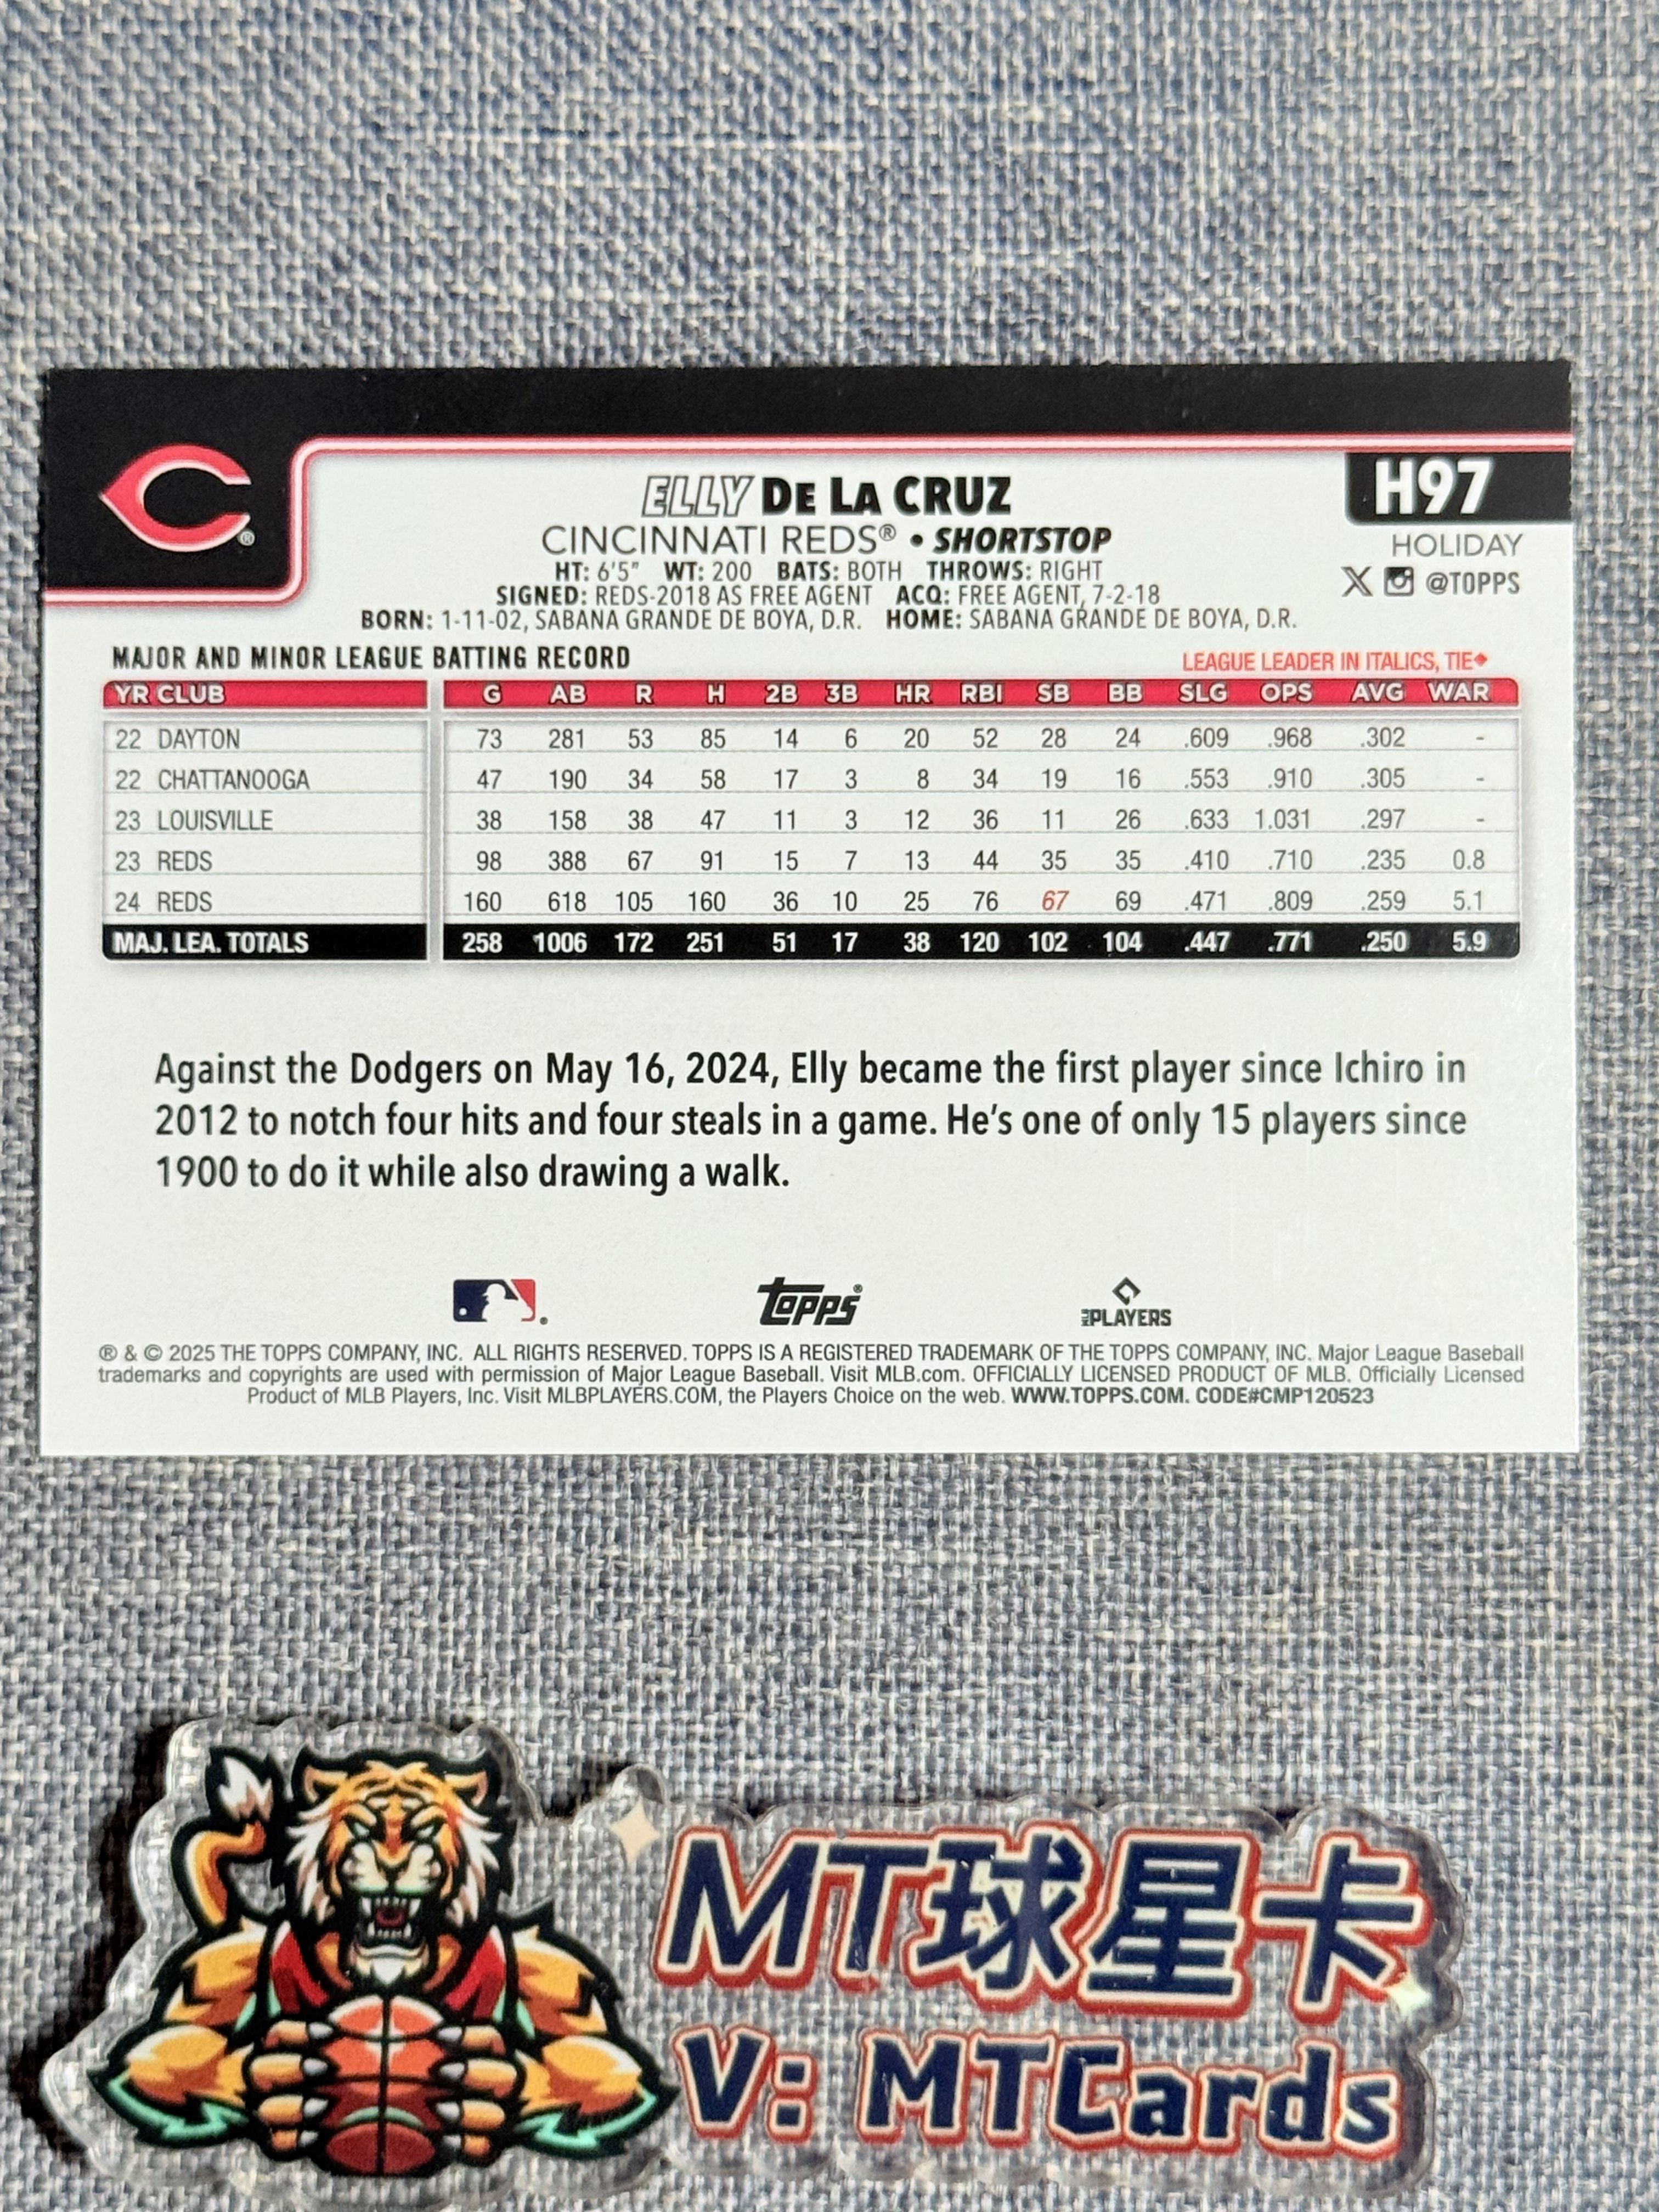 ELLY DE LA CRUZ
H97
CINCINNATI REDS® • SHORTSTOP
HOLIDAY
HT: 6'5" WT: 200 BATS: BOTH THROWS: RIGHT
@TOPPS
SIGNED: REDS-2018 AS FREE AGENT ACQ: FREE AGENT, 7-2-18
BORN: 1-11-02, SABANA GRANDE DE BOYA, D.R. HOME: SABANA GRANDE DE BOYA, D.R.
MAJOR AND MINOR LEAGUE BATTING RECORD
LEAGUE LEADER IN ITALICS, TIE◆
YR CLUB G AB R H 2B 3B HR RBI SB BB SLG OPS AVG WAR
22 DAYTON 73 281 53 85 14 6 20 52 28 24 .609 .968 .302 -
22 CHATTANOOGA 47 190 34 58 17 3 8 34 19 16 .553 .910 .305 -
23 LOUISVILLE 38 158 38 47 11 3 12 36 11 26 .633 1.031 .297 -
23 REDS 98 388 67 91 15 7 13 44 35 35 .410 .710 .235 0.8
24 REDS 160 618 105 160 36 10 25 76 67 69 .471 .809 .259 5.1
MAJ. LEA. TOTALS 258 1006 172 251 51 17 38 120 102 104 .447 .771 .250 5.9
Against the Dodgers on May 16, 2024, Elly became the first player since Ichiro in
2012 to notch four hits and four steals in a game. He's one of only 15 players since
1900 to do it while also drawing a walk.
topps®
MLB PLAYERS
® & © 2025 THE TOPPS COMPANY, INC. ALL RIGHTS RESERVED. TOPPS IS A REGISTERED TRADEMARK OF THE TOPPS COMPANY, INC. Major League Baseball
trademarks and copyrights are used with permission of Major League Baseball. Visit MLB.com. OFFICIALLY LICENSED PRODUCT OF MLB. Officially Licensed
Product of MLB Players, Inc. Visit MLBPLAYERS.COM, the Players Choice on the web. WWW.TOPPS.COM. CODE#CMP120523
MT球星卡
V: MTCards